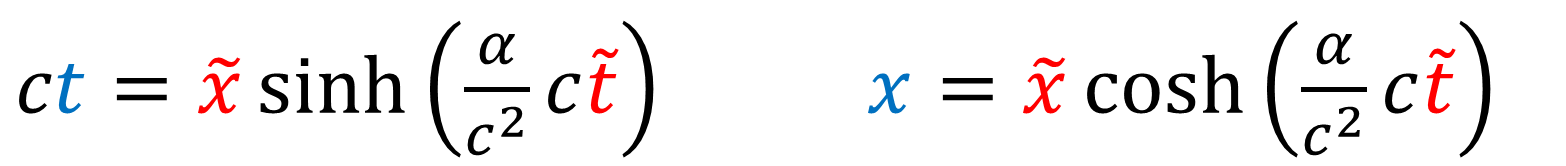 ct = x̃ sinh (α/c² ct̃) x = x̃ cosh (α/c² ct̃)